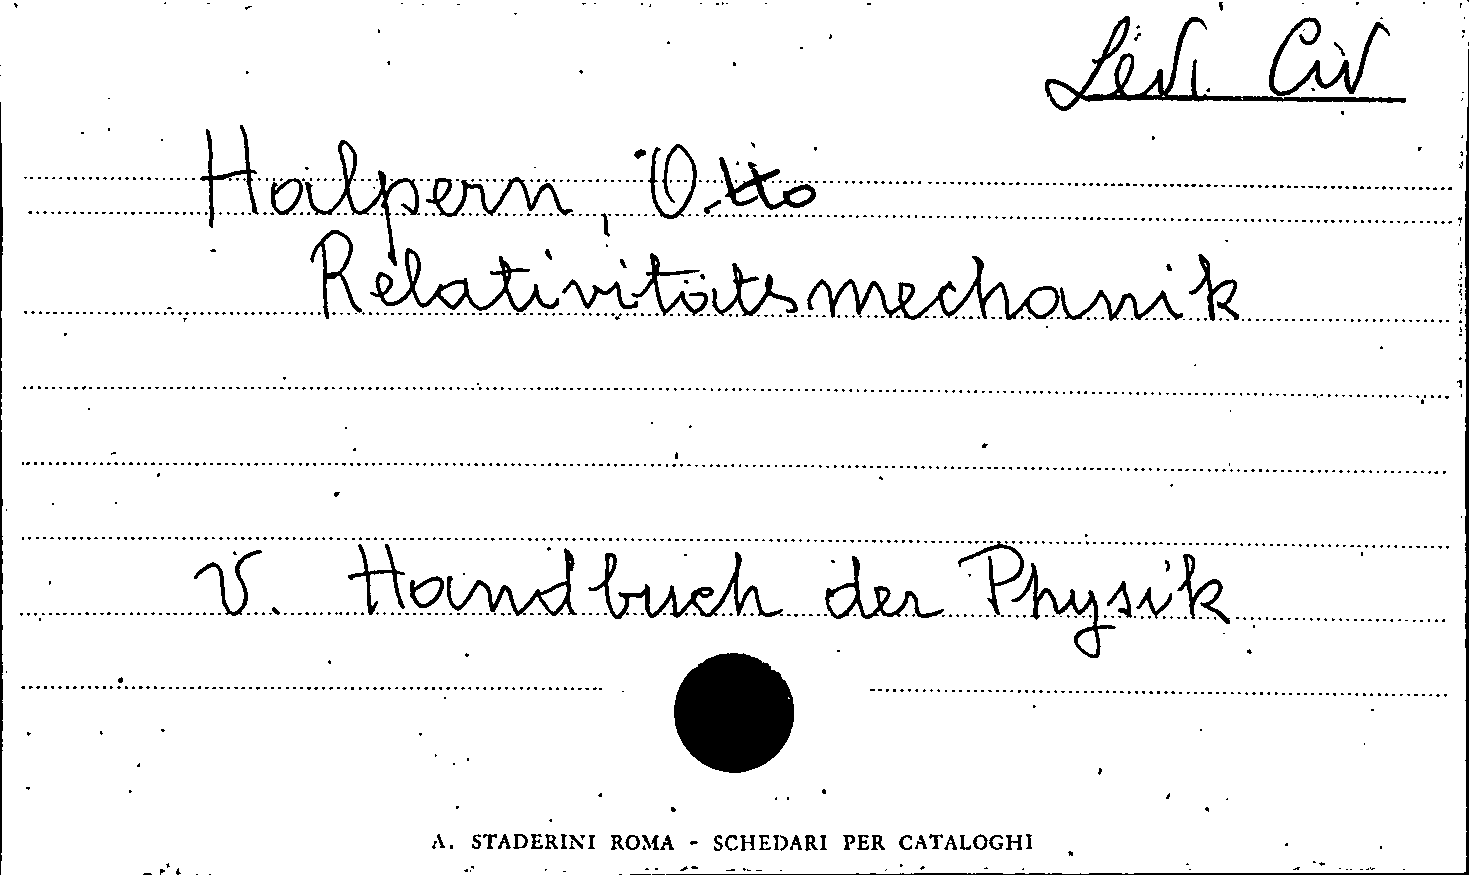 Levi Civ
Halpern, Otto
Relativitätsmechanik
V. Handbuch der Physik
A. STADERINI ROMA - SCHEDARI PER CATALOGHI